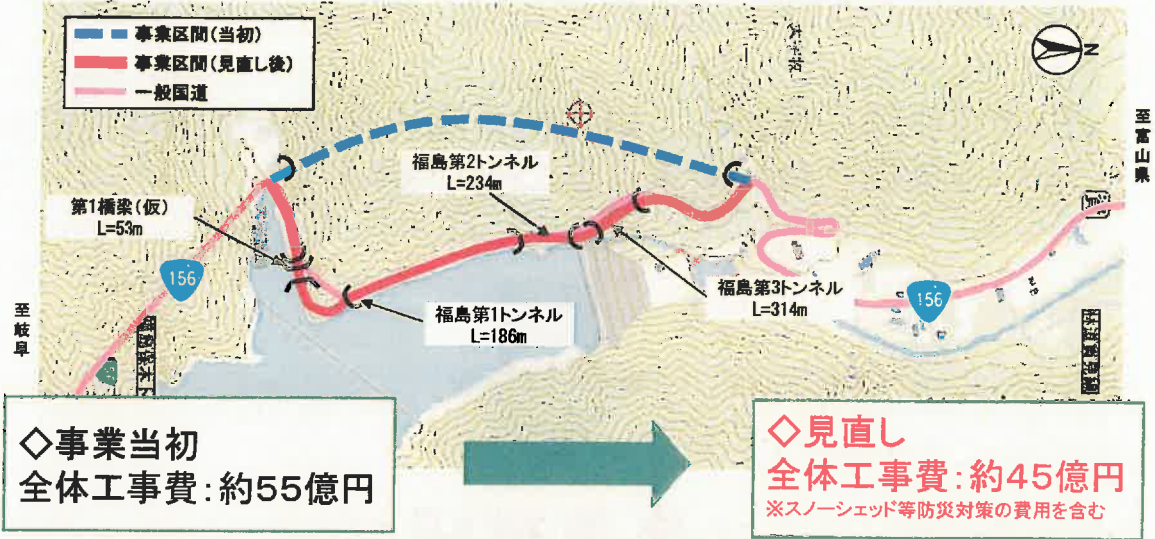 事業区間(当初)
事業区間(見直し後)
一般国道
N
至富山県
福島第2トンネル
L=234m
第1橋梁(仮)
L=53m
156
至岐阜
福島第1トンネル
L=186m
福島第3トンネル
L=314m
156
◇事業当初
全体工事費:約55億円
◇見直し
全体工事費:約45億円
※スノーシェッド等防災対策の費用を含む